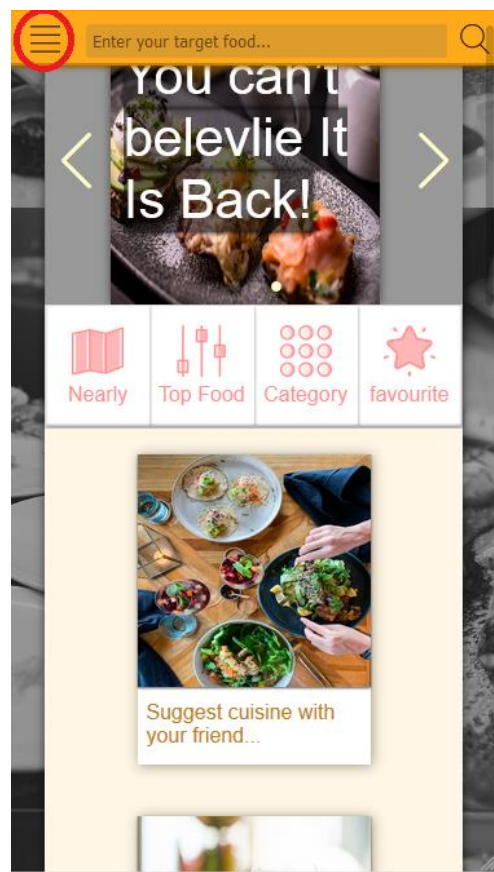 Enter your target food...
You can't
belevlie It
Is Back!
Nearly
Top Food
Category
favourite
Suggest cuisine with
your friend...